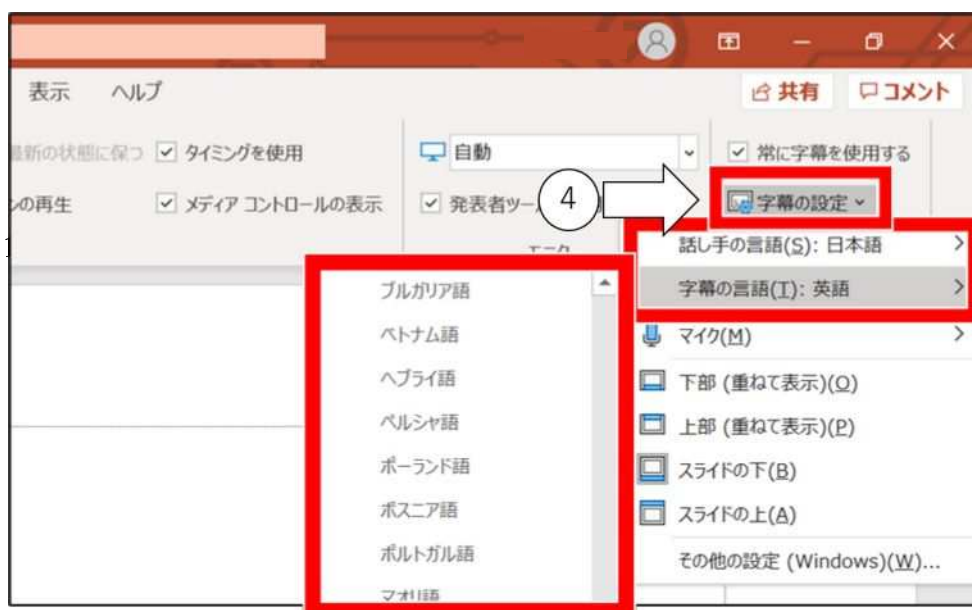 表示 ヘルプ
共有 コメント
最新の状態に保つ タイミングを使用 自動 常に字幕を使用する
の再生 メディア コントロールの表示 発表者ツー 4 字幕の設定
モニタ
話し手の言語(S): 日本語
字幕の言語(T): 英語
マイク(M)
下部 (重ねて表示)(O)
上部 (重ねて表示)(P)
スライドの下(B)
スライドの上(A)
その他の設定 (Windows)(W)...
ブルガリア語
ベトナム語
ヘブライ語
ペルシャ語
ポーランド語
ボスニア語
ポルトガル語
マオリ語